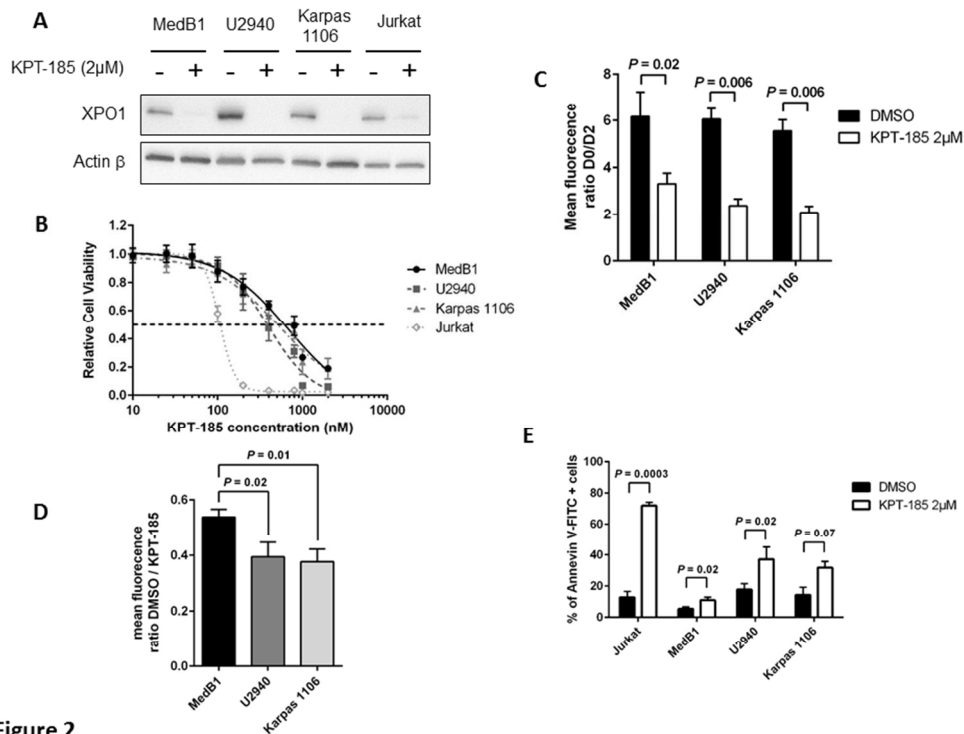 A
MedB1 U2940 Karpas 1106 Jurkat
KPT-185 (2µM) - + - + - + - +
XPO1
Actin β
B
1.2
1.0
0.8
0.6
0.4
0.2
0.0
Relative Cell Viability
10 100 1000 10000
KPT-185 concentration (nM)
MedB1
U2940
Karpas 1106
Jurkat
C
P = 0.02
P = 0.006
P = 0.006
8
6
4
2
0
Mean fluorecence
ratio D0/D2
MedB1 U2940 Karpas 1106
DMSO
KPT-185 2µM
D
P = 0.01
P = 0.02
0.6
0.4
0.2
0.0
mean fluorecence
ratio DMSO / KPT-185
MedB1 U2940 Karpas 1106
E
100
80
60
40
20
0
% of Annexin V-FITC + cells
P = 0.0003
P = 0.02
P = 0.02
P = 0.07
Jurkat MedB1 U2940 Karpas 1106
DMSO
KPT-185 2µM
Figure 2